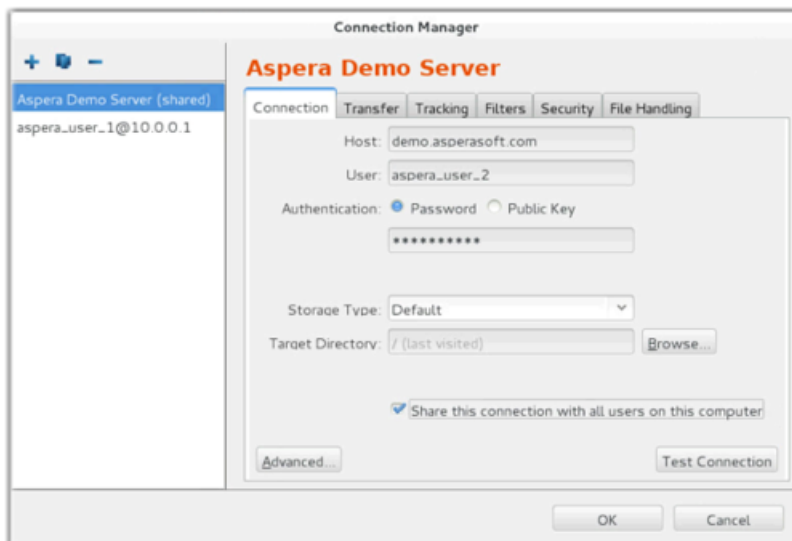 Connection Manager
Aspera Demo Server (shared)
aspera_user_1@10.0.0.1
Aspera Demo Server
Connection Transfer Tracking Filters Security File Handling
Host: demo.asperasoft.com
User: aspera_user_2
Authentication: Password Public Key
**********
Storage Type: Default
Target Directory: / (last visited) Browse...
Share this connection with all users on this computer
Advanced... Test Connection
OK Cancel